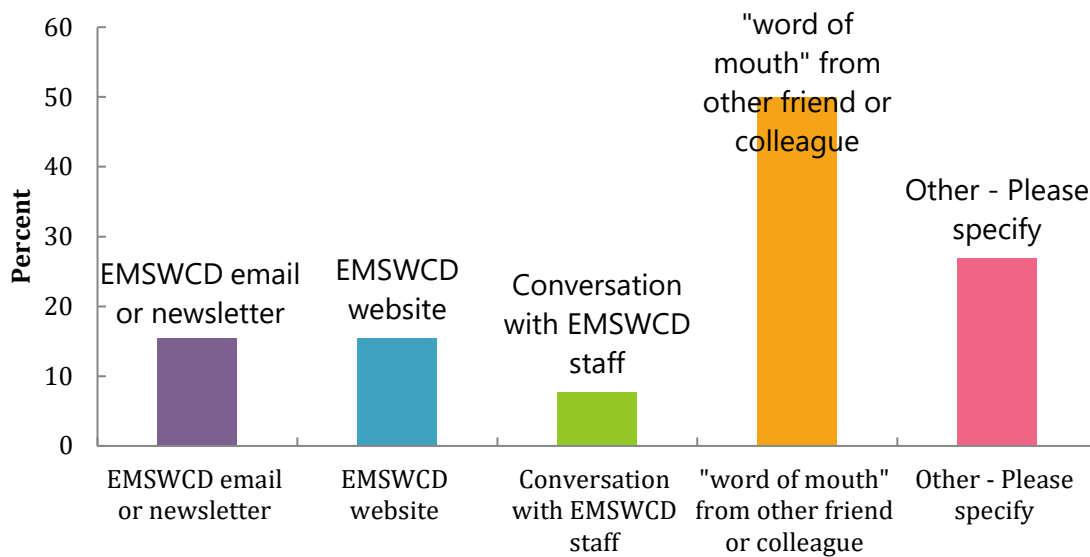 60
50
40
30
20
10
0
Percent
EMSWCD email
or newsletter
EMSWCD
website
Conversation
with EMSWCD
staff
"word of
mouth" from
other friend or
colleague
Other - Please
specify
EMSWCD email
or newsletter
EMSWCD
website
Conversation
with EMSWCD
staff
"word of mouth"
from other friend
or colleague
Other - Please
specify